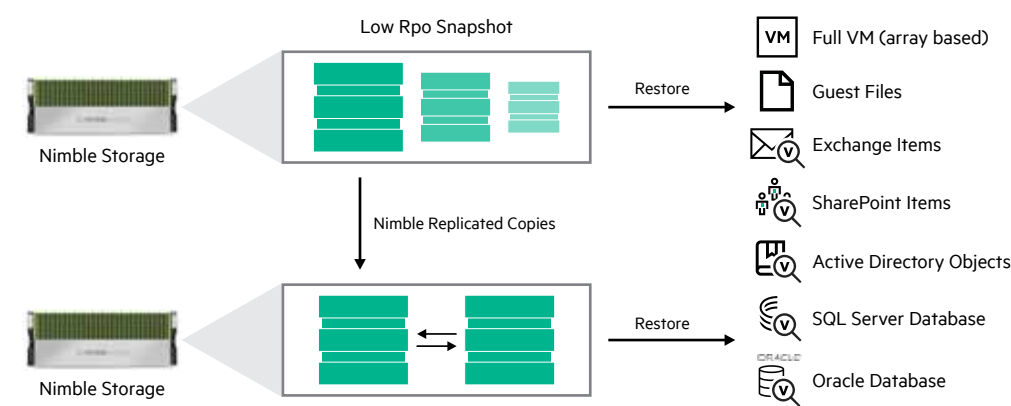 Low Rpo Snapshot
VM
Full VM (array based)
Restore
Guest Files
Nimble Storage
Exchange Items
V
SharePoint Items
V
Nimble Replicated Copies
Active Directory Objects
V
Restore
SQL Server Database
V
ORACLE
Nimble Storage
Oracle Database
V